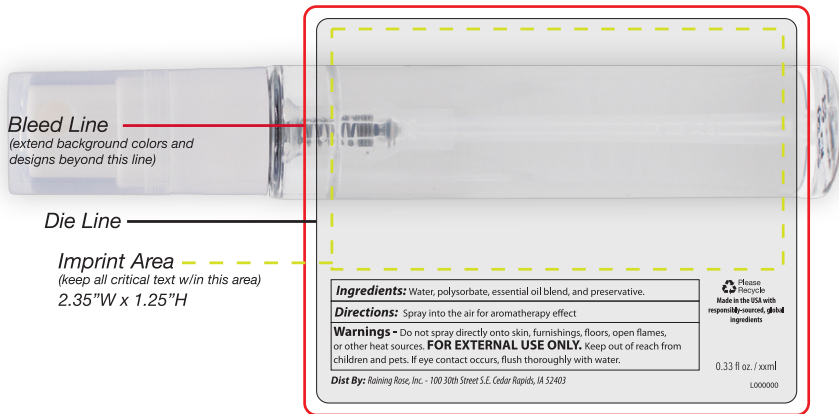 Bleed Line
(extend background colors and
designs beyond this line)
Die Line
Imprint Area
(keep all critical text w/in this area)
2.35”W x 1.25”H
Ingredients: Water, polysorbate, essential oil blend, and preservative.
Directions: Spray into the air for aromatherapy effect
Warnings - Do not spray directly onto skin, furnishings, floors, open flames,
or other heat sources. FOR EXTERNAL USE ONLY. Keep out of reach from
children and pets. If eye contact occurs, flush thoroughly with water.
Dist By: Raining Rose, Inc. - 100 30th Street S.E. Cedar Rapids, IA 52403
Please
Recycle
Made in the USA with
responsibly-sourced, global
ingredients
0.33 fl oz. / xxml
L000000